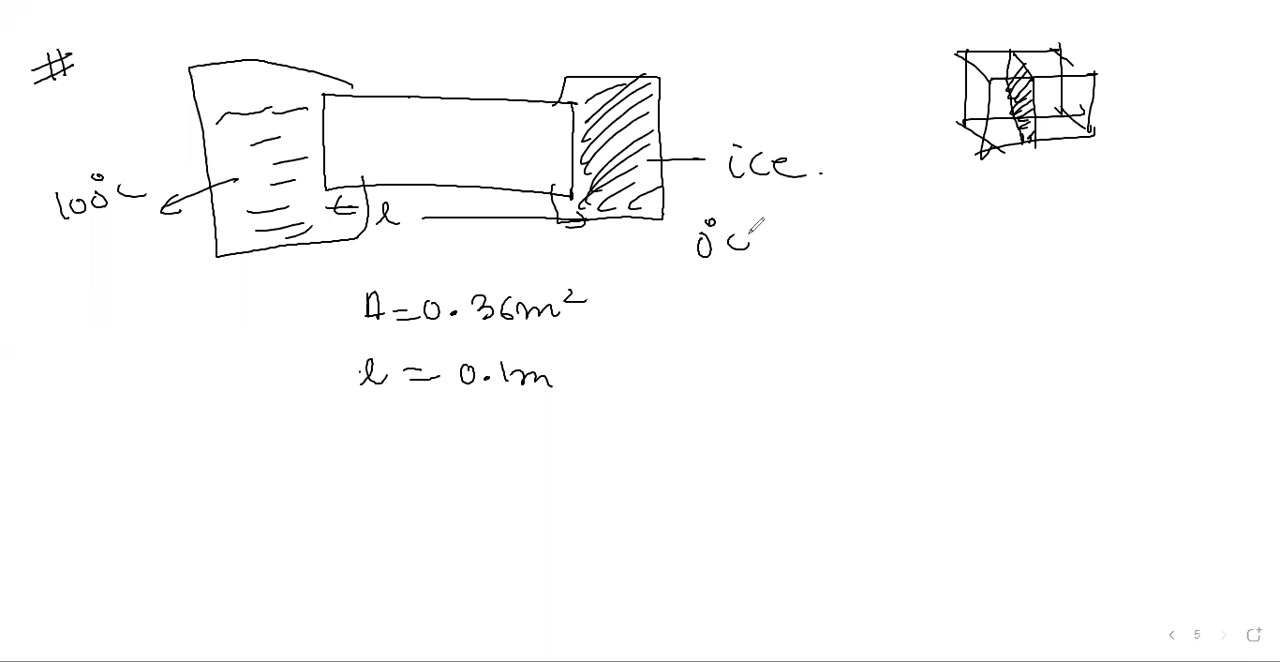 #
100°C
l
ice.
0°C
A = 0.36m²
l = 0.1m
5